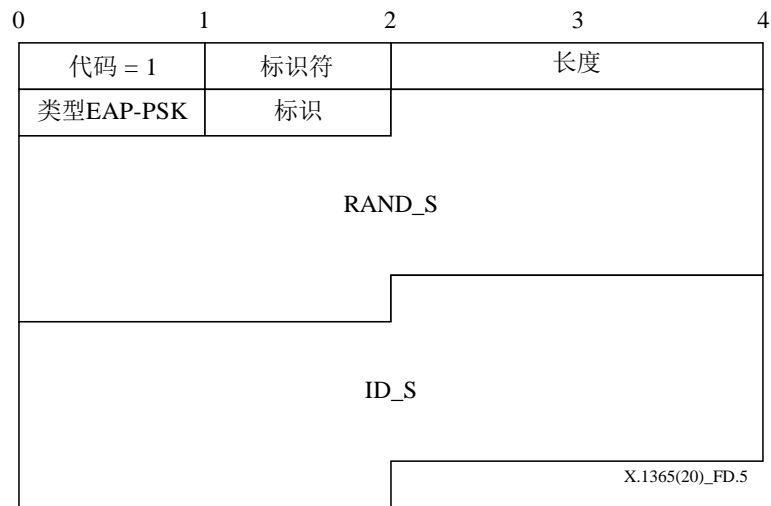 0 1 2 3 4
代码 = 1 标识符 长度
类型EAP-PSK 标识
RAND_S
ID_S
X.1365(20)_FD.5